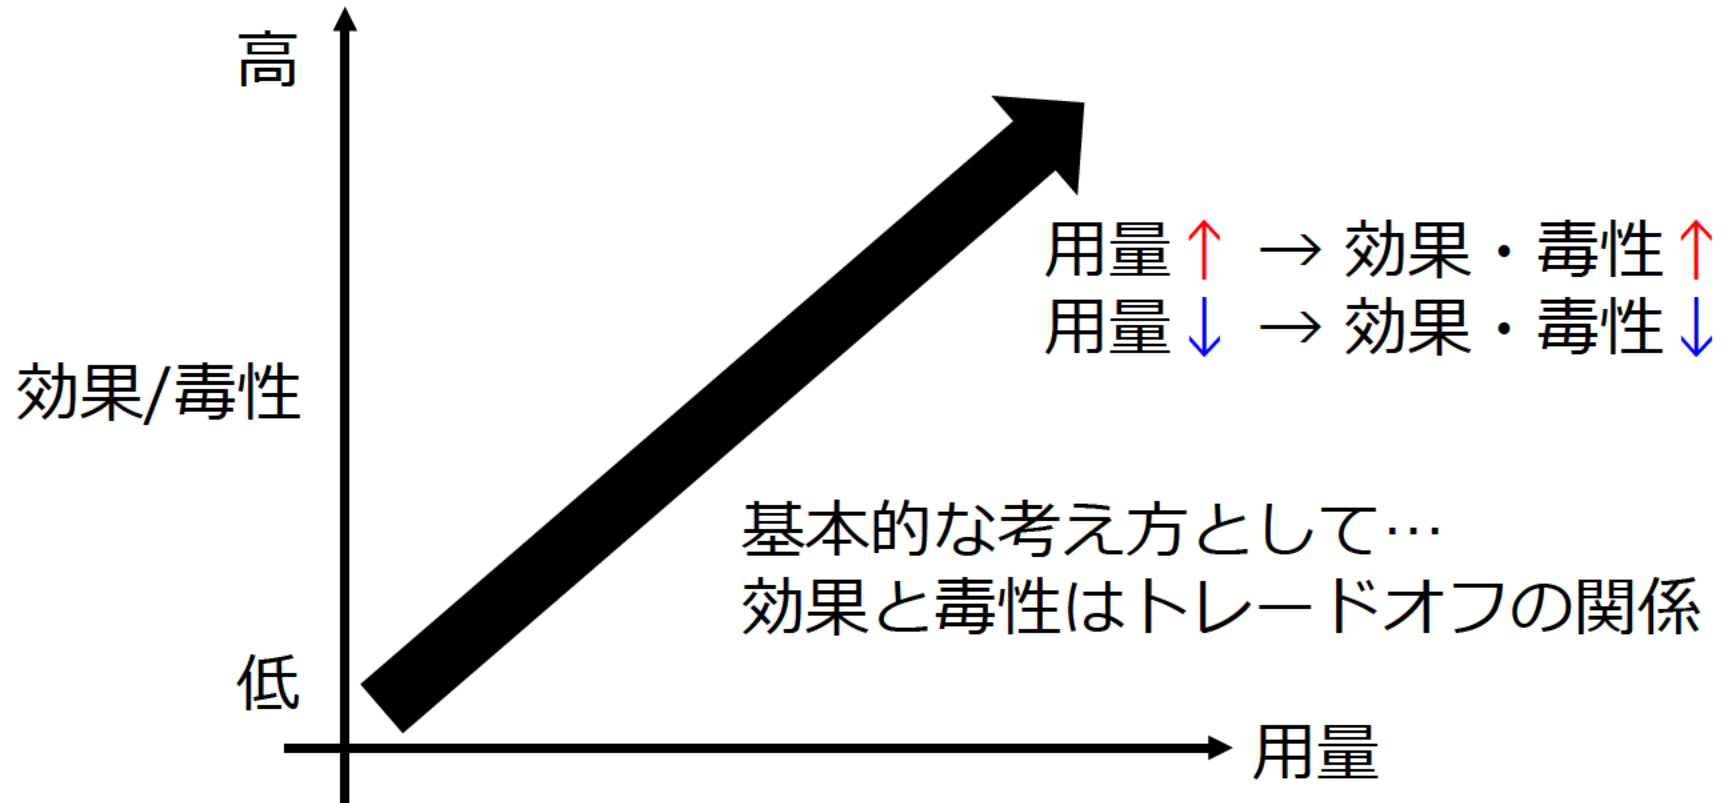 高
用量↑ → 効果・毒性↑
用量↓ → 効果・毒性↓
効果/毒性
基本的な考え方として…
効果と毒性はトレードオフの関係
低
用量